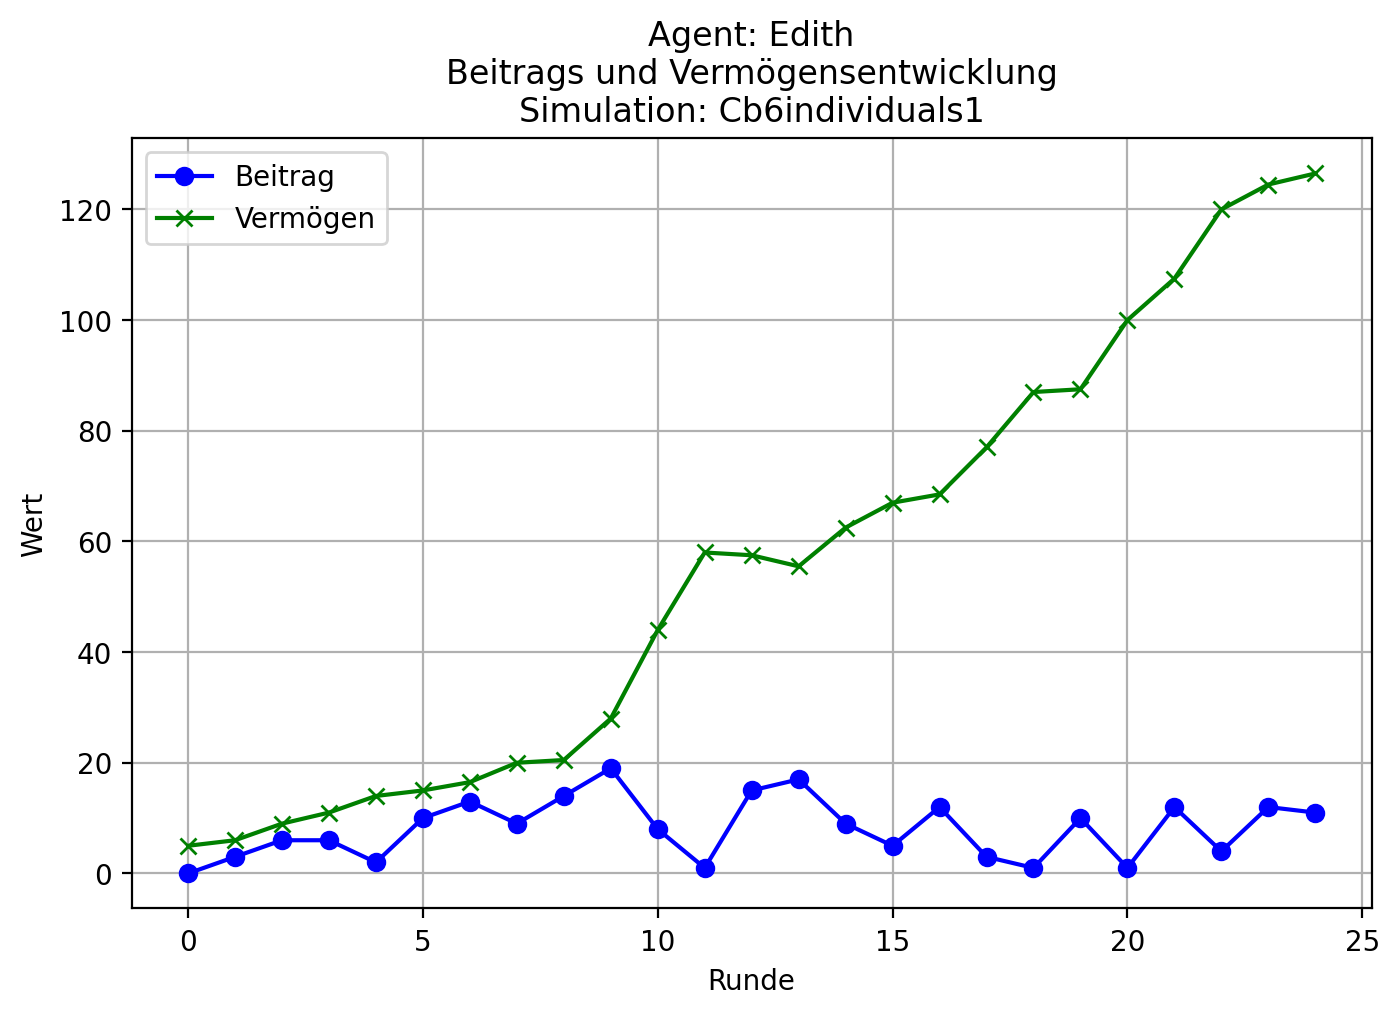 Agent: Edith
Beitrags und Vermögensentwicklung
Simulation: Cb6individuals1
Beitrag
Vermögen
120
100
80
60
40
20
0
Wert
0 5 10 15 20 25
Runde